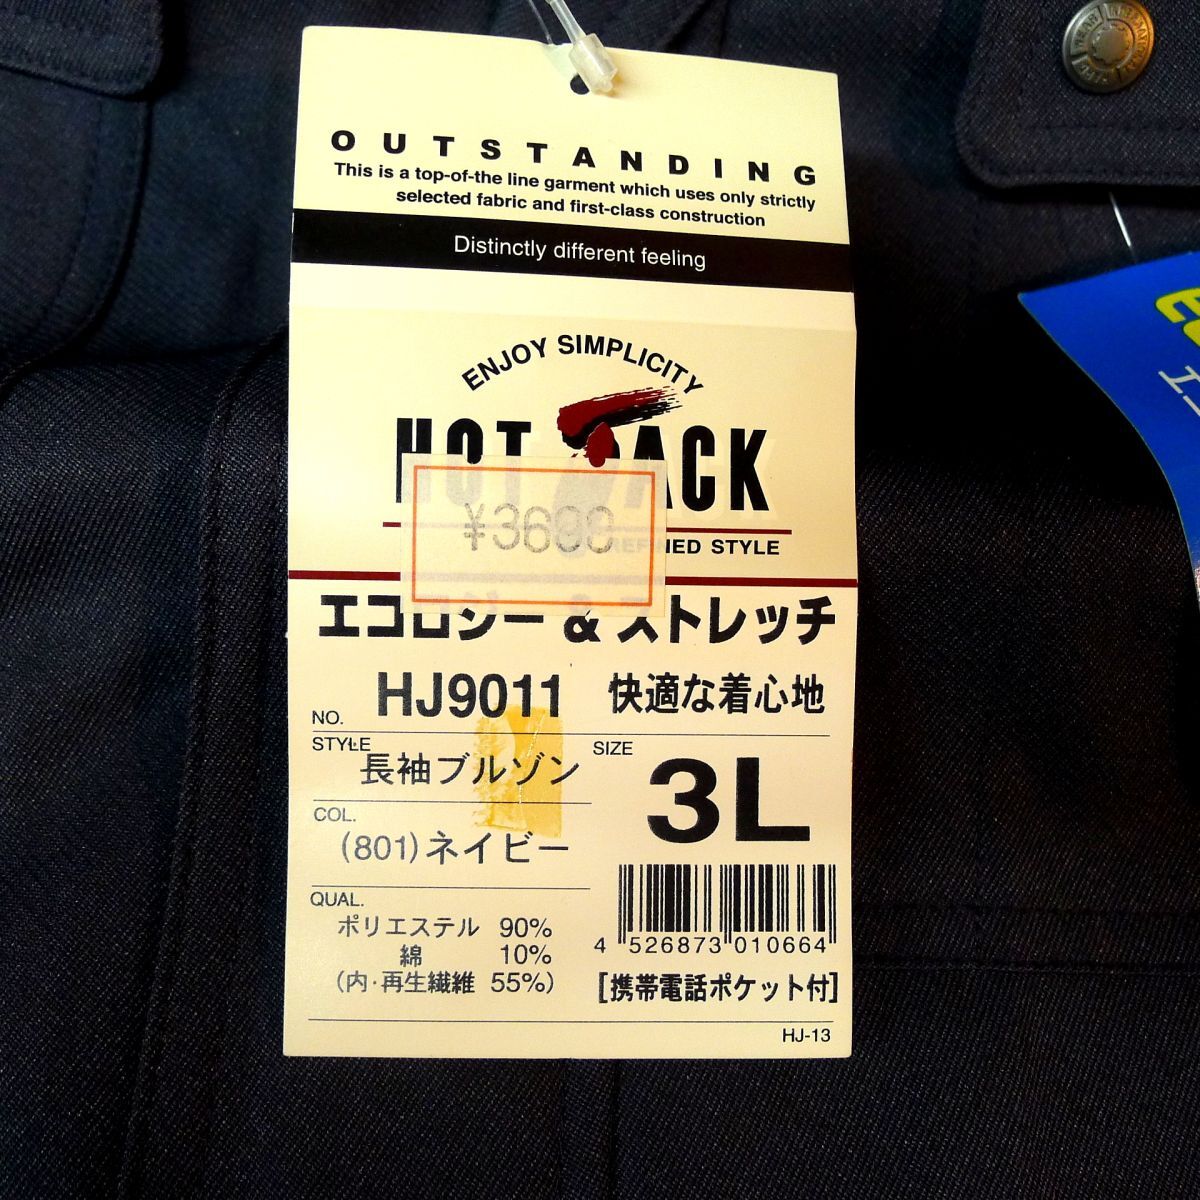 OUTSTANDING
This is a top-of-the line garment which uses only strictly
selected fabric and first-class construction
Distinctly different feeling
ENJOY SIMPLICITY
HOT PACK
REFINED STYLE
エコロジー & ストレッチ
NO. HJ9011 快適な着心地
STYLE 長袖ブルゾン
SIZE 3L
COL. (801)ネイビー
QUAL.
ポリエステル 90%
綿 10%
(内・再生繊維 55%)
4 526873 010664
[携帯電話ポケット付]
HJ-13